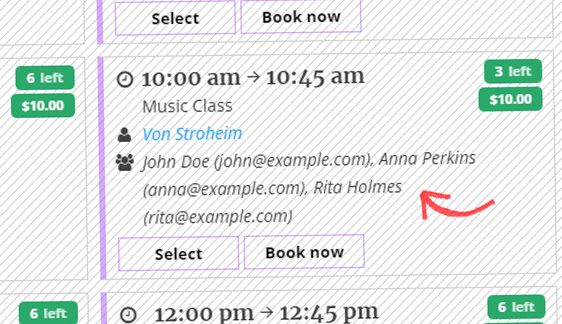 Select Book now
6 left
$10.00
10:00 am → 10:45 am
3 left
$10.00
Music Class
Von Stroheim
John Doe (john@example.com), Anna Perkins
(anna@example.com), Rita Holmes
(rita@example.com)
Select Book now
6 left
12:00 pm → 12:45 pm
6 left